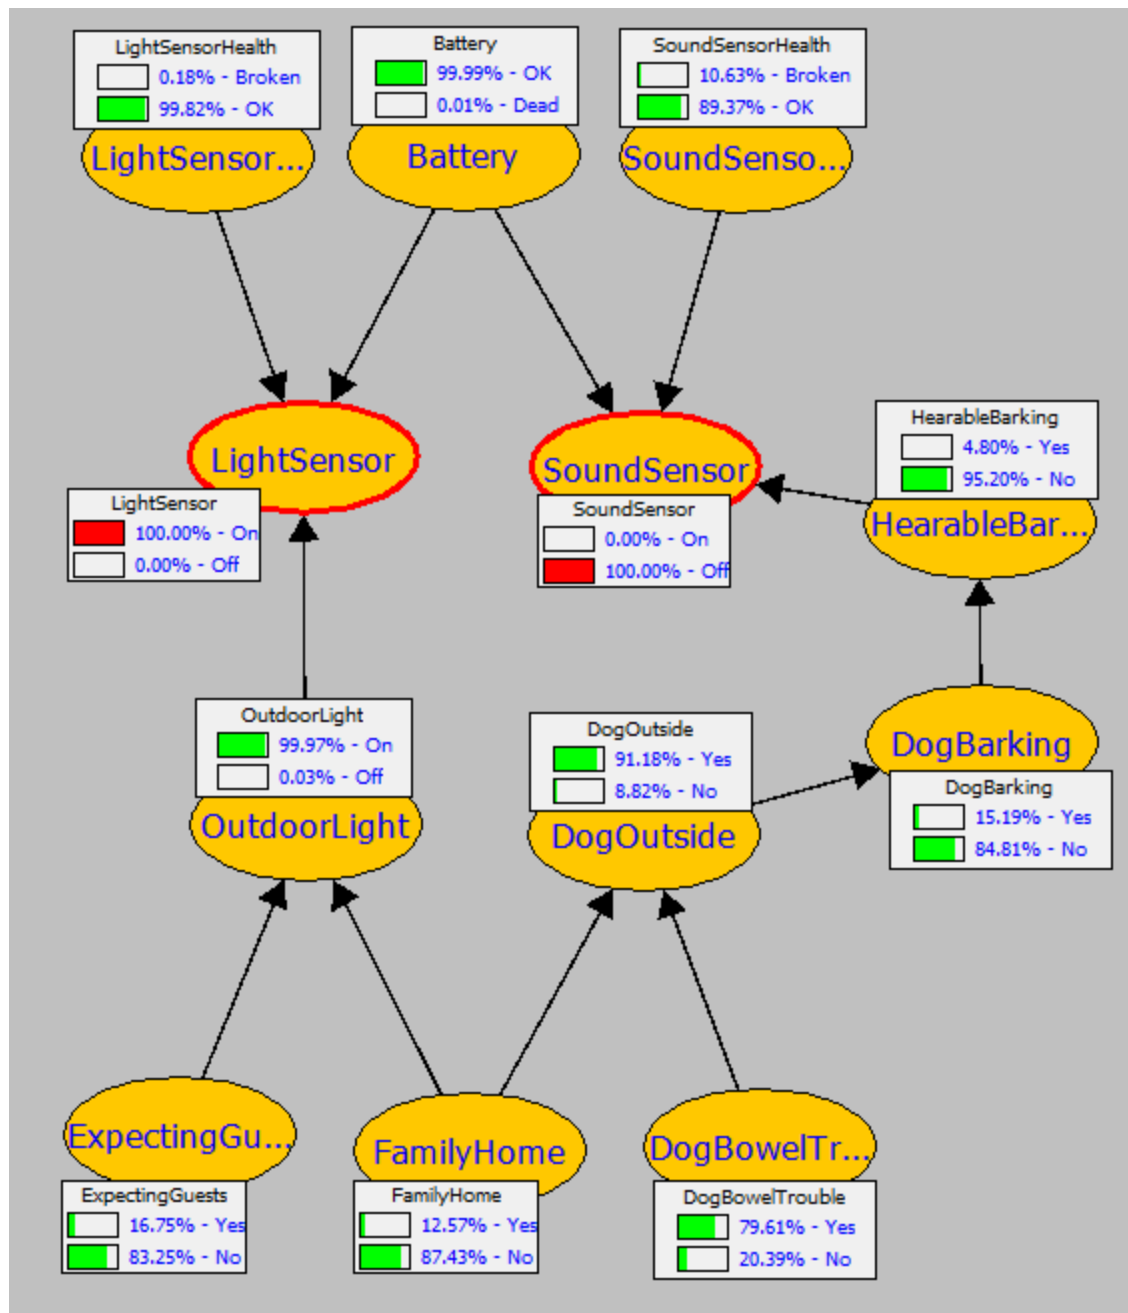 LightSensorHealth
0.18% - Broken
99.82% - OK
LightSensor...
Battery
99.99% - OK
0.01% - Dead
Battery
SoundSensorHealth
10.63% - Broken
89.37% - OK
SoundSenso...
LightSensor
LightSensor
100.00% - On
0.00% - Off
SoundSensor
SoundSensor
0.00% - On
100.00% - Off
HearableBarking
4.80% - Yes
95.20% - No
HearableBar...
OutdoorLight
99.97% - On
0.03% - Off
OutdoorLight
DogOutside
91.18% - Yes
8.82% - No
DogOutside
DogBarking
DogBarking
15.19% - Yes
84.81% - No
ExpectingGu...
ExpectingGuests
16.75% - Yes
83.25% - No
FamilyHome
FamilyHome
12.57% - Yes
87.43% - No
DogBowelTr...
DogBowelTrouble
79.61% - Yes
20.39% - No